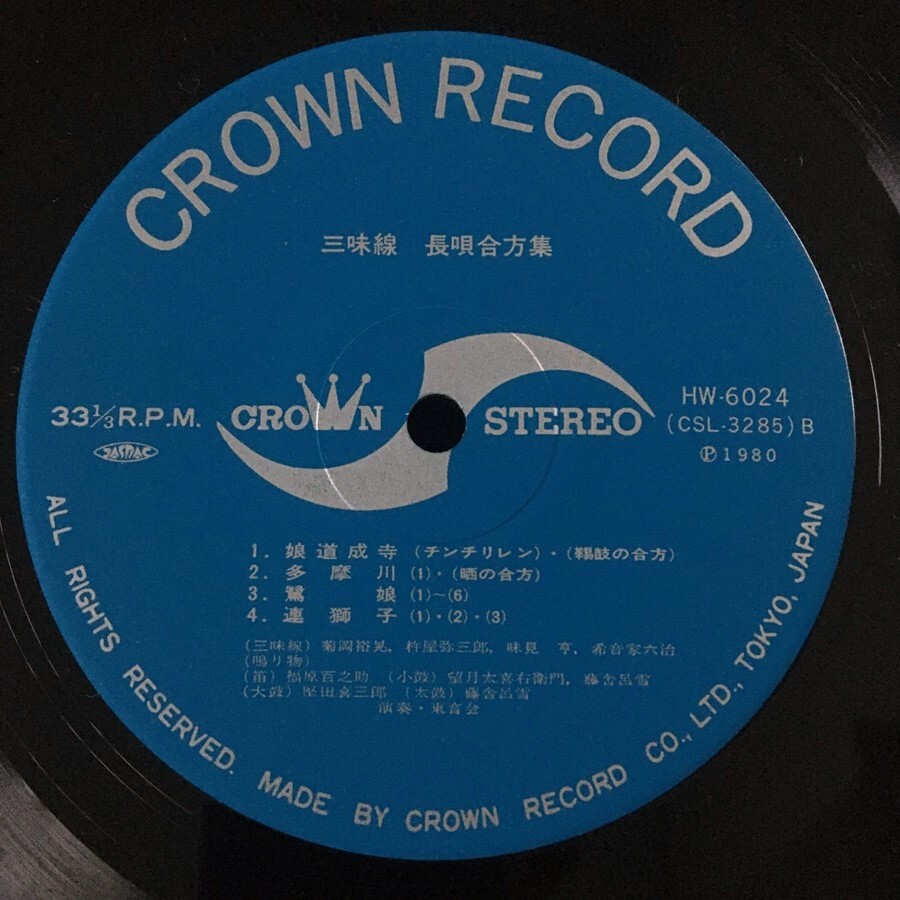 CROWN RECORD
三味線 長唄合方集
33⅓ R.P.M.
JASRAC
CROWN STEREO
HW-6024
(CSL-3285) B
Ⓟ1980
1. 娘道成寺 (チンチリレン)・(鞨鼓の合方)
2. 多摩川 (1)・(晒の合方)
3. 鷺娘 (1)～(6)
4. 連獅子 (1)・(2)・(3)
(三味線) 菊岡裕晃, 杵屋弥三郎, 味見 亨, 希音家六治
(鳴り物)
(笛) 福原百之助 (小鼓) 望月太喜右衛門, 藤舎呂雪
(大鼓) 堅田喜三郎 (太鼓) 藤舎呂雪
演奏・東音会
ALL RIGHTS RESERVED. MADE BY CROWN RECORD CO., LTD., TOKYO, JAPAN